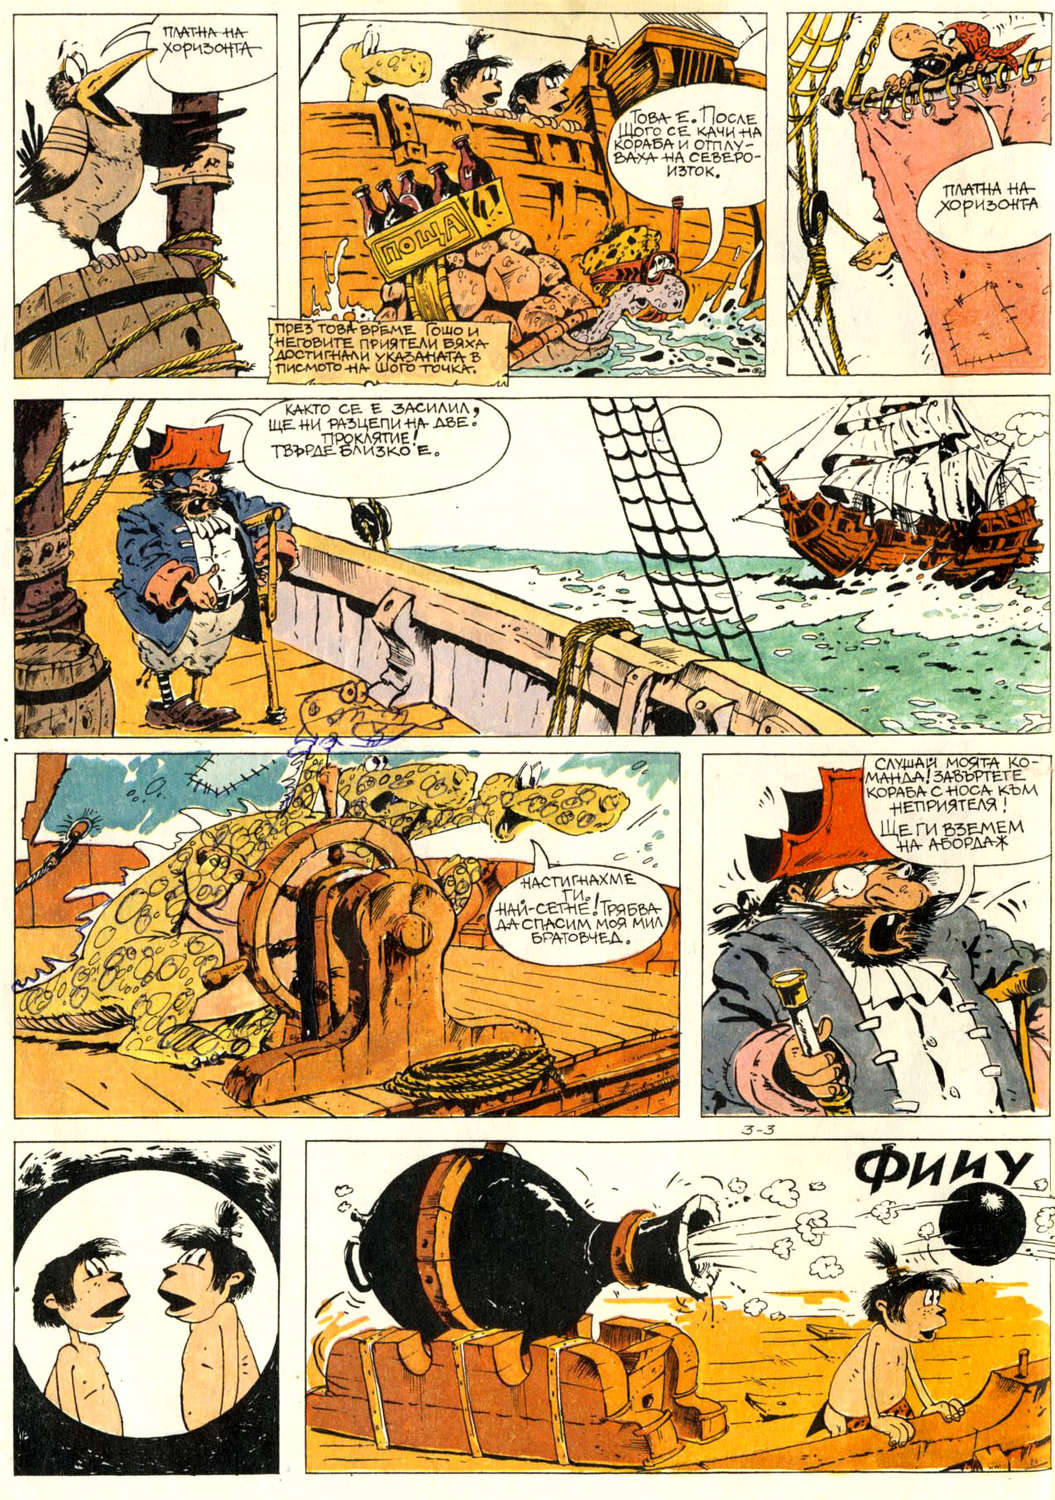 ПЛАТНА НА
ХОРИЗОНТА
ТОВА Е. ПОСЛЕ
ЩОГО СЕ КАЧИ НА
КОРАБА И ОТПЛУ-
ВАХА НА СЕВЕРО-
ИЗТОК.
ПОЩА
ПРЕЗ ТОВА ВРЕМЕ ГОШО И
НЕГОВИТЕ ПРИЯТЕЛИ БЯХА
ДОСТИГНАЛИ УКАЗАНАТА В
ПИСМОТО НА ЩОГО ТОЧКА.
ПЛАТНА НА
ХОРИЗОНТА
КАКТО СЕ Е ЗАСИЛИЛ,
ЩЕ НИ РАЗЦЕПИ НА ДВЕ.
ПРОКЛЯТИЕ!
ТВЪРДЕ БЛИЗКО Е.
НАСТИГНАХМЕ
ГИ.
НАЙ-СЕТНЕ! ТРЯБВА
ДА СПАСИМ МОЯ МИЛ
БРАТОВЧЕД.
СЛУШАЙ МОЯТА КО-
МАНДА! ЗАВЪРТЕТЕ
КОРАБА С НОСА КЪМ
НЕПРИЯТЕЛЯ!
ЩЕ ГИ ВЗЕМЕМ
НА АБОРДАЖ
3-3
ФИИУ